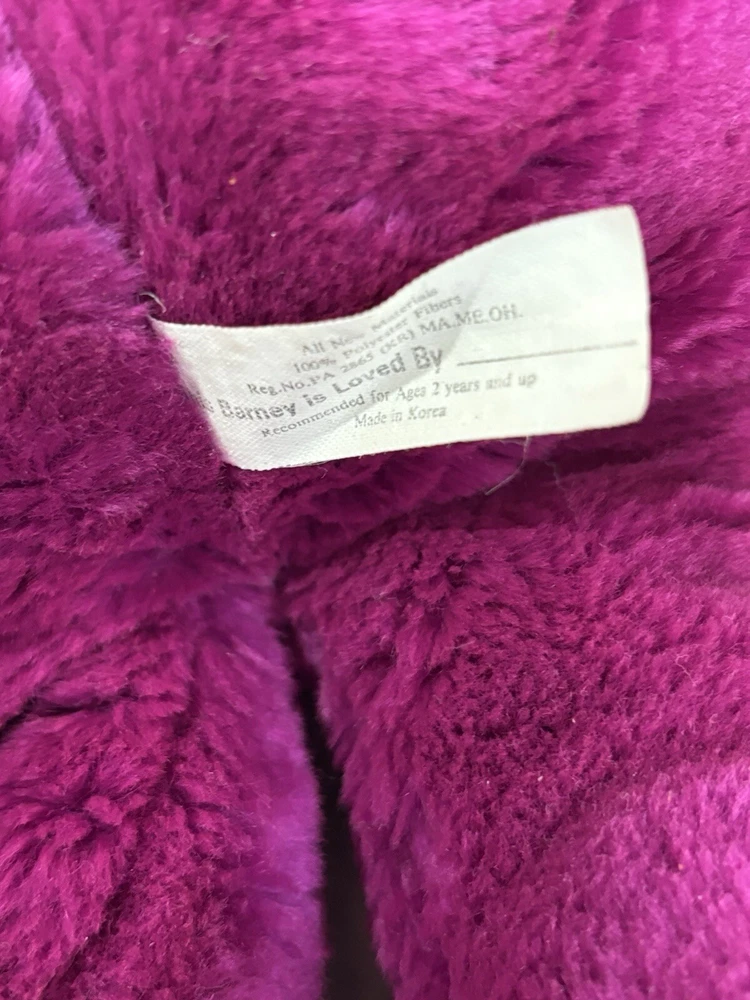 All New Materials
100% Polyester Fibers
Reg.No.PA 2865 (KR) MA.ME.OH.
Barney is Loved By
Recommended for Ages 2 years and up
Made in Korea